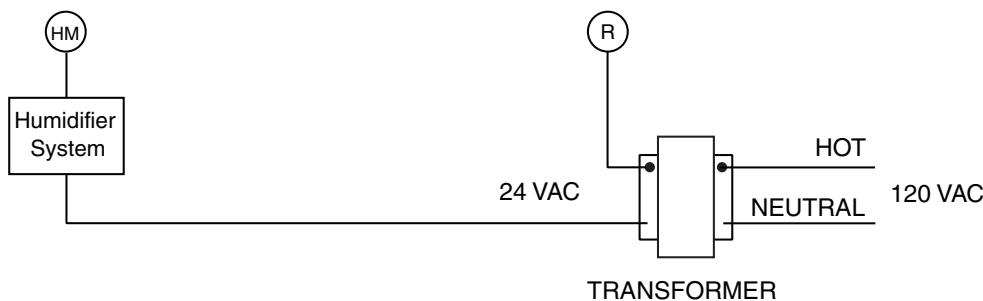 HM
R
Humidifier
System
HOT
24 VAC
120 VAC
NEUTRAL
TRANSFORMER